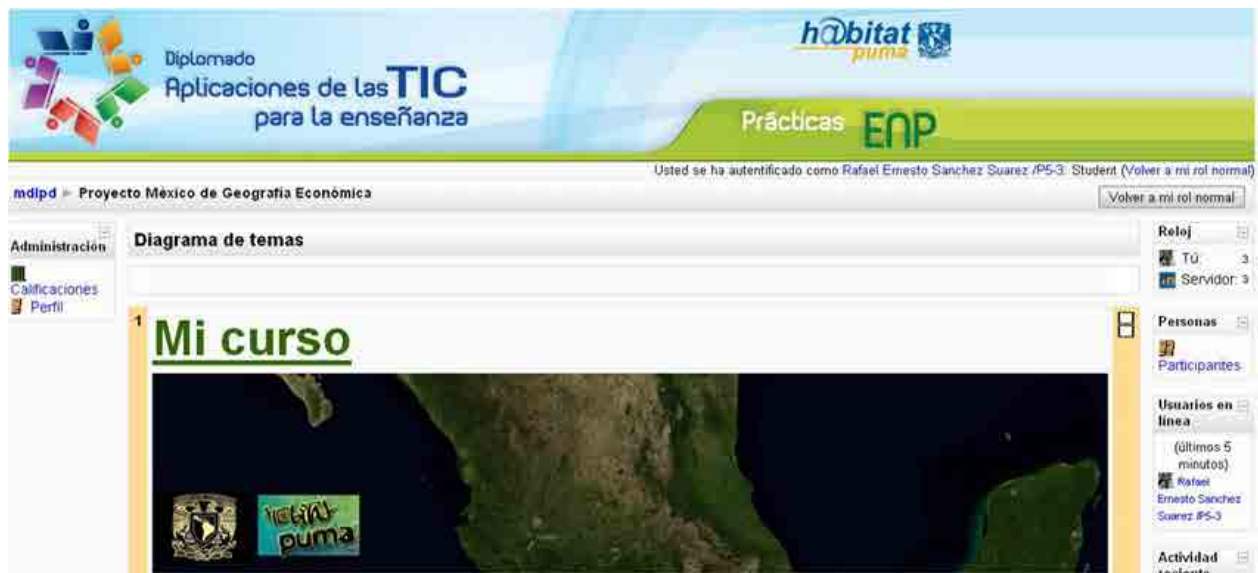 Diplomado
Aplicaciones de las TIC
para la enseñanza
h@bitat
puma
Prácticas ENP
Usted se ha autentificado como Rafael Ernesto Sanchez Suarez /P5-3: Student (Volver a mi rol normal)
mdlpd ► Proyecto México de Geografía Económica
Volver a mi rol normal
Administración
Calificaciones
Perfil
Diagrama de temas
1
Mi curso
habitat
puma
Reloj
Tú: 3
Servidor: 3
Personas
Participantes
Usuarios en
línea
(últimos 5
minutos)
Rafael
Ernesto Sanchez
Suarez /P5-3
Actividad
reciente